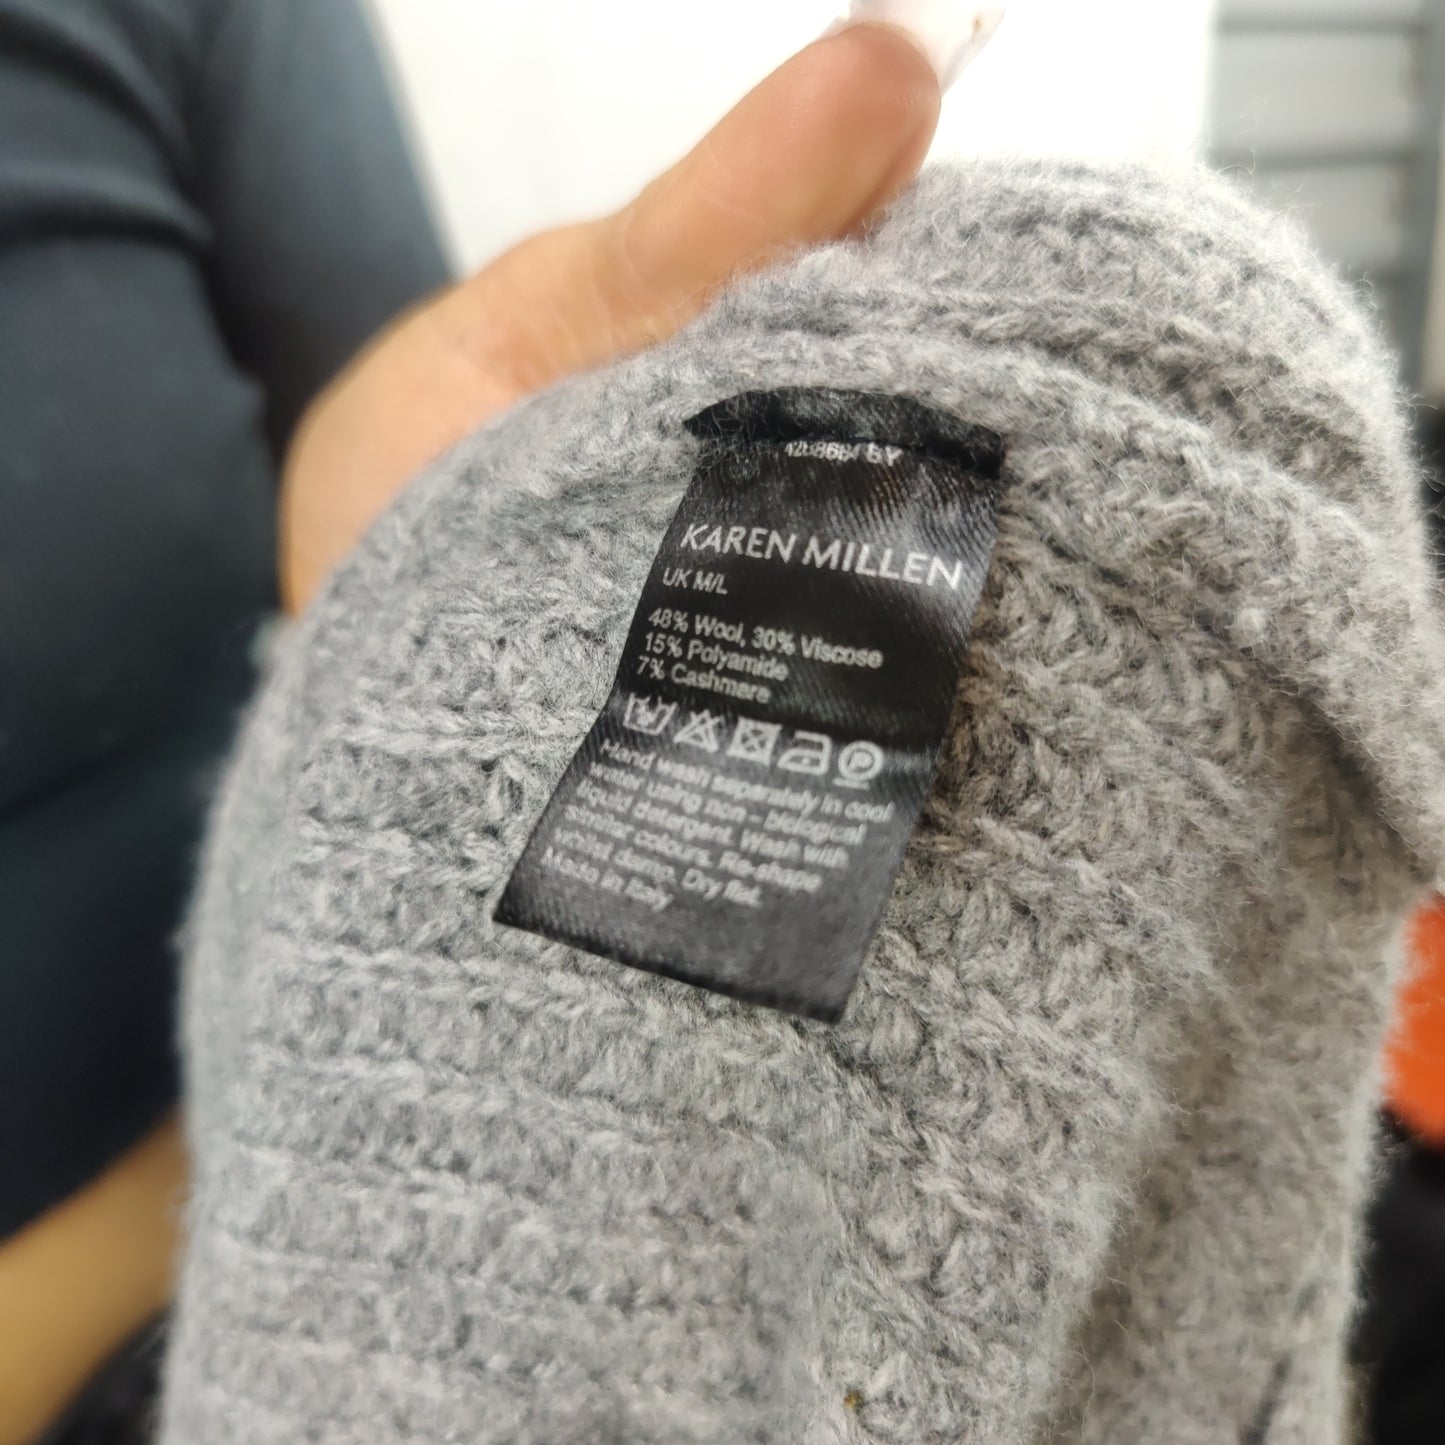 KAREN MILLEN
UK M/L
48% Wool, 30% Viscose
15% Polyamide
7% Cashmere
P
Hand wash separately in cool
water using non - biological
liquid detergent. Wash with
similar colours. Re-shape
whilst damp. Dry flat.
Made in Italy